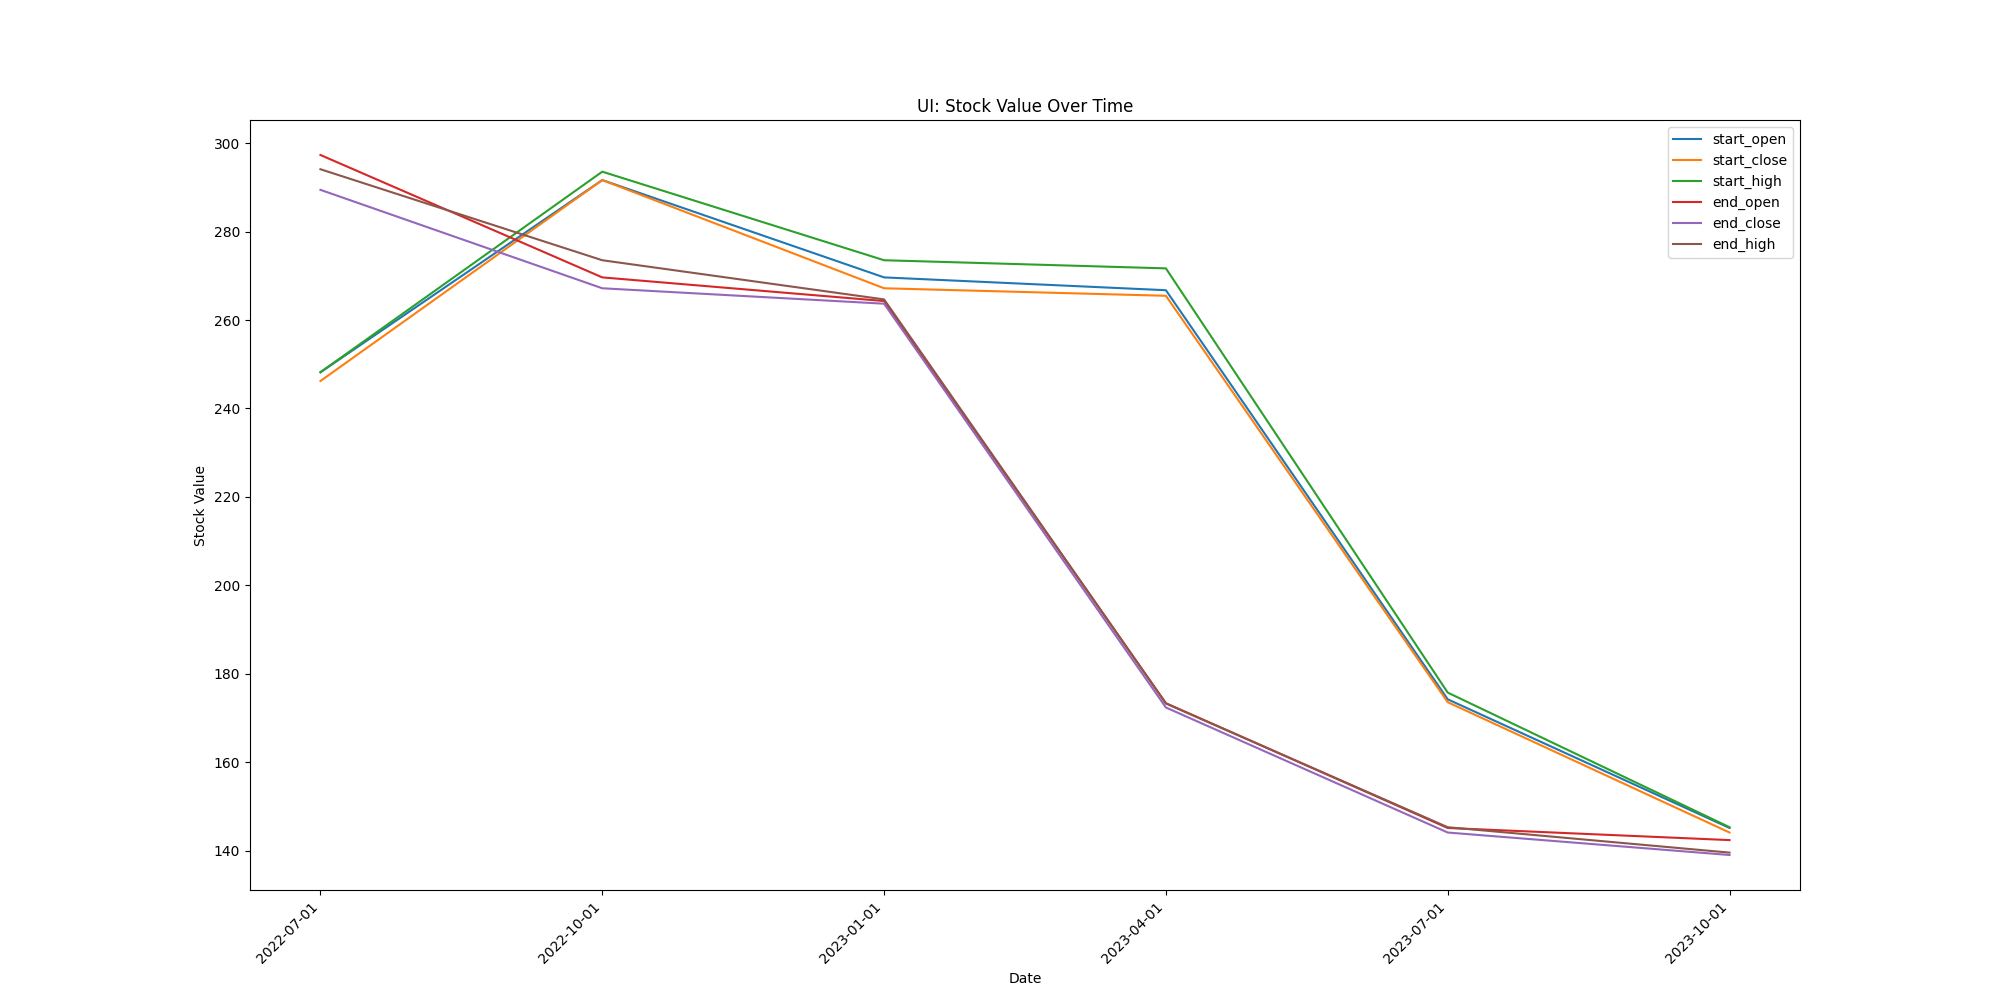 UI: Stock Value Over Time
start_open
start_close
start_high
end_open
end_close
end_high
Stock Value
300
280
260
240
220
200
180
160
140
2022-07-01
2022-10-01
2023-01-01
2023-04-01
2023-07-01
2023-10-01
Date